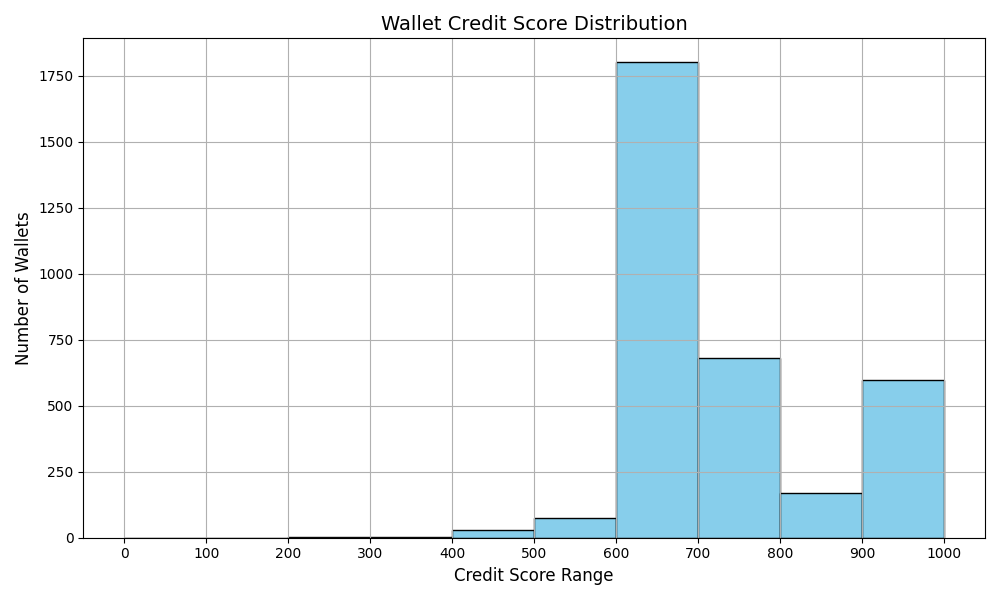 Wallet Credit Score Distribution
Number of Wallets
1750
1500
1250
1000
750
500
250
0
0 100 200 300 400 500 600 700 800 900 1000
Credit Score Range